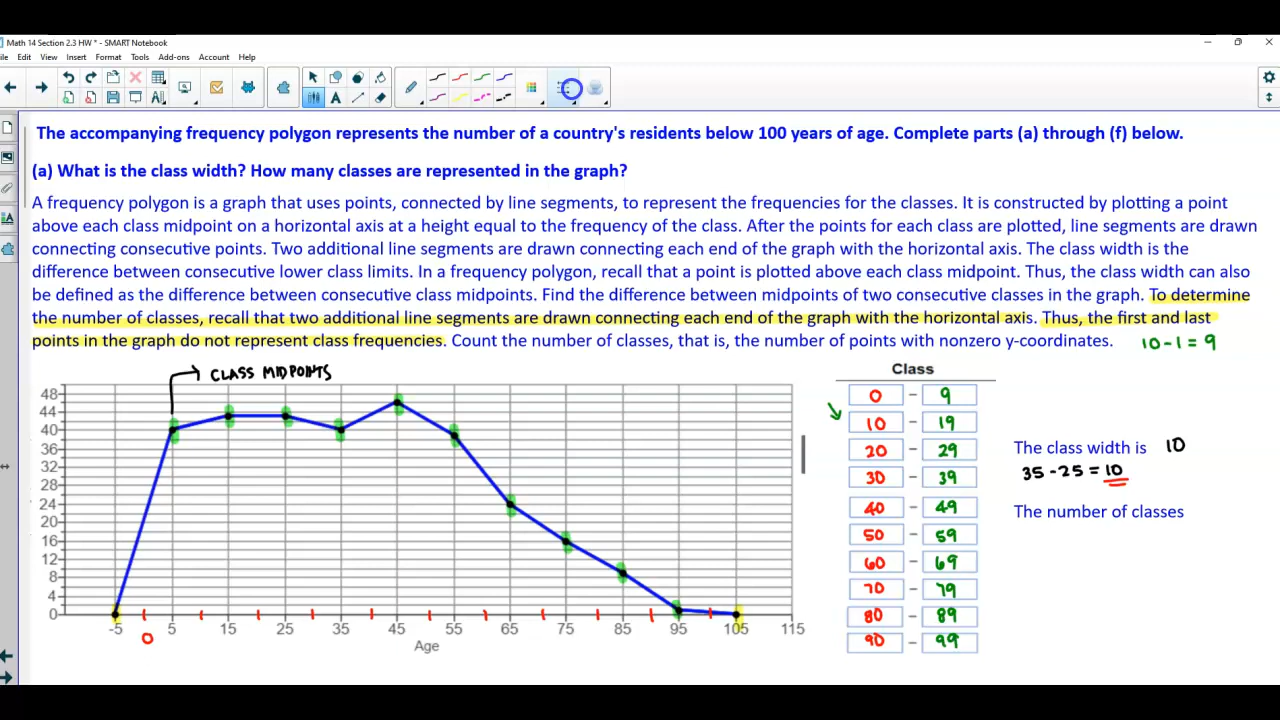 Math 14 Section 2.3 HW * - SMART Notebook
ile Edit View Insert Format Tools Add-ons Account Help
The accompanying frequency polygon represents the number of a country's residents below 100 years of age. Complete parts (a) through (f) below.
(a) What is the class width? How many classes are represented in the graph?
A frequency polygon is a graph that uses points, connected by line segments, to represent the frequencies for the classes. It is constructed by plotting a point
above each class midpoint on a horizontal axis at a height equal to the frequency of the class. After the points for each class are plotted, line segments are drawn
connecting consecutive points. Two additional line segments are drawn connecting each end of the graph with the horizontal axis. The class width is the
difference between consecutive lower class limits. In a frequency polygon, recall that a point is plotted above each class midpoint. Thus, the class width can also
be defined as the difference between consecutive class midpoints. Find the difference between midpoints of two consecutive classes in the graph. To determine
the number of classes, recall that two additional line segments are drawn connecting each end of the graph with the horizontal axis. Thus, the first and last
points in the graph do not represent class frequencies. Count the number of classes, that is, the number of points with nonzero y-coordinates. 10-1=9
CLASS MIDPOINTS
48
44
40
36
32
28
24
20
16
12
8
4
0
-5 5 15 25 35 45 55 65 75 85 95 105 115
0
Age
Class
0 - 9
10 - 19
20 - 29
30 - 39
40 - 49
50 - 59
60 - 69
70 - 79
80 - 89
90 - 99
The class width is 10
35-25=10
The number of classes